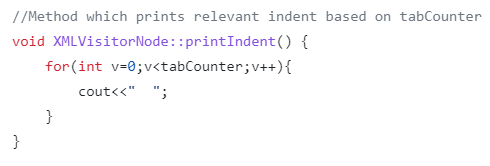 //Method which prints relevant indent based on tabCounter
void XMLVisitorNode::printIndent() {
    for(int v=0;v<tabCounter;v++){
        cout<<"  ";
    }
}